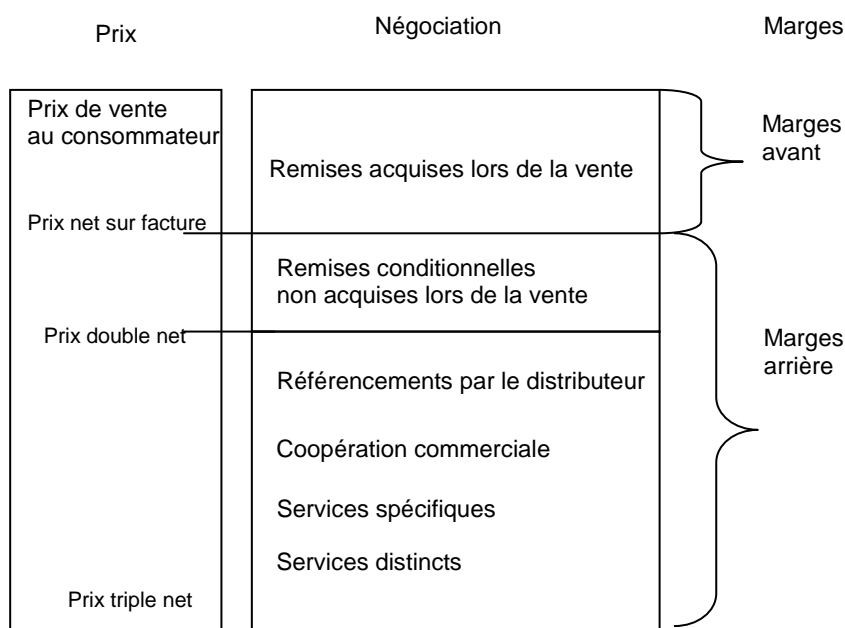 Prix
Négociation
Marges
Prix de vente
au consommateur
Remises acquises lors de la vente
Marges
avant
Prix net sur facture
Remises conditionnelles
non acquises lors de la vente
Prix double net
Marges
arrière
Référencements par le distributeur
Coopération commerciale
Services spécifiques
Services distincts
Prix triple net